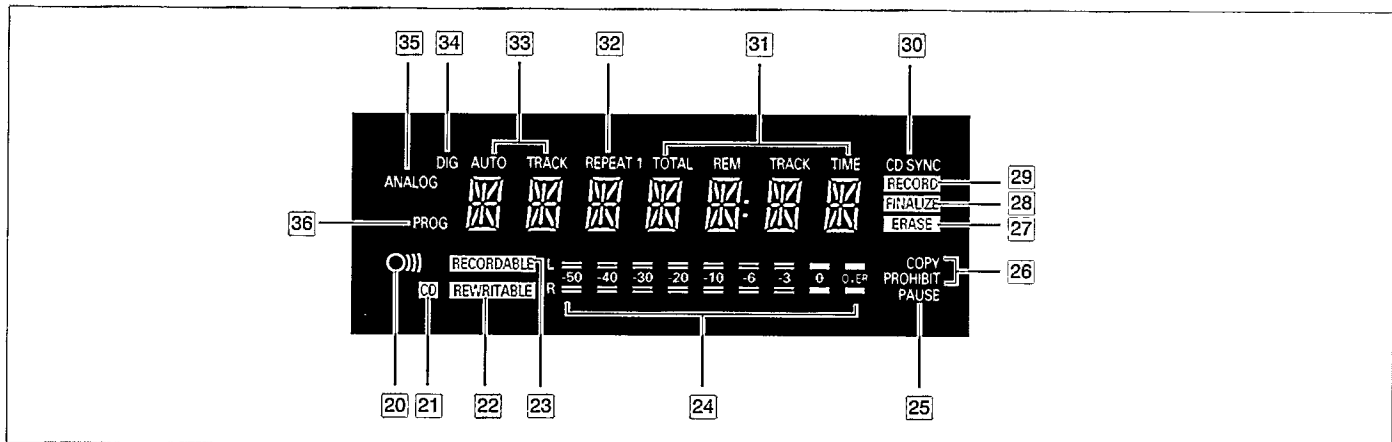 35 34 33 32 31 30
DIG AUTO TRACK REPEAT 1 TOTAL REM TRACK TIME CD SYNC
ANALOG RECORD 29
FINALIZE 28
36 PROG ERASE 27
RECORDABLE L COPY 26
-50 -40 -30 -20 -10 -6 -3 0 OVER PROHIBIT
CD REWRITABLE R PAUSE
20 21 22 23 24 25